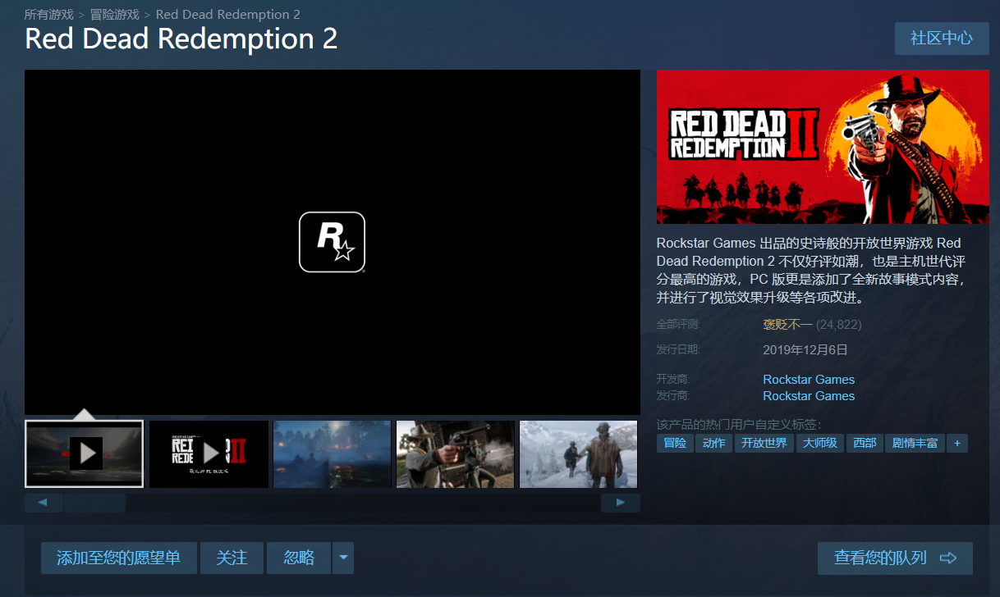 所有游戏 > 冒险游戏 > Red Dead Redemption 2
Red Dead Redemption 2
社区中心
R
RED DEAD
REDEMPTION II
Rockstar Games 出品的史诗般的开放世界游戏 Red
Dead Redemption 2 不仅好评如潮，也是主机世代评
分最高的游戏，PC 版更是添加了全新故事模式内容，
并进行了视觉效果升级等各项改进。
全部评测: 褒贬不一 (24,822)
发行日期: 2019年12月6日
开发商: Rockstar Games
发行商: Rockstar Games
该产品的热门用户自定义标签：
冒险 动作 开放世界 大师级 西部 剧情丰富 +
添加至您的愿望单 关注 忽略 查看您的队列